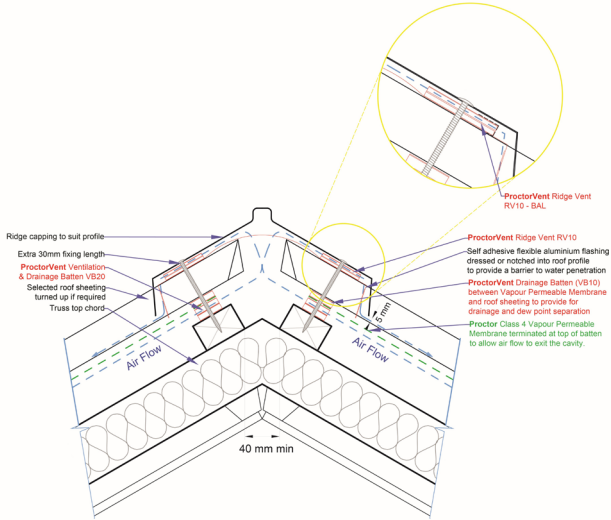 ProctorVent Ridge Vent
RV10 - BAL
Ridge capping to suit profile
Extra 30mm fixing length
ProctorVent Ventilation
& Drainage Batten VB20
Selected roof sheeting
turned up if required
Truss top chord
ProctorVent Ridge Vent RV10
Self adhesive flexible aluminium flashing
dressed or notched into roof profile
to provide a barrier to water penetration
ProctorVent Drainage Batten (VB10)
between Vapour Permeable Membrane
and roof sheeting to provide for
drainage and dew point separation
Proctor Class 4 Vapour Permeable
Membrane terminated at top of batten
to allow air flow to exit the cavity.
5 mm
Air Flow
Air Flow
40 mm min